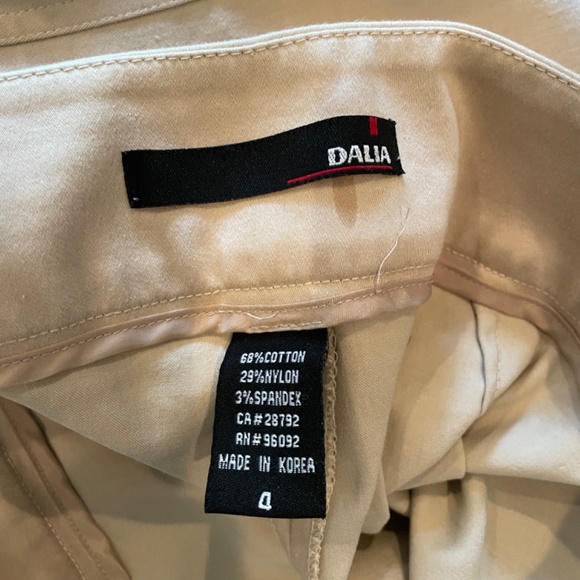 DALIA
68%COTTON
29%NYLON
3%SPANDEX
CA#28792
RN#96092
MADE IN KOREA
4